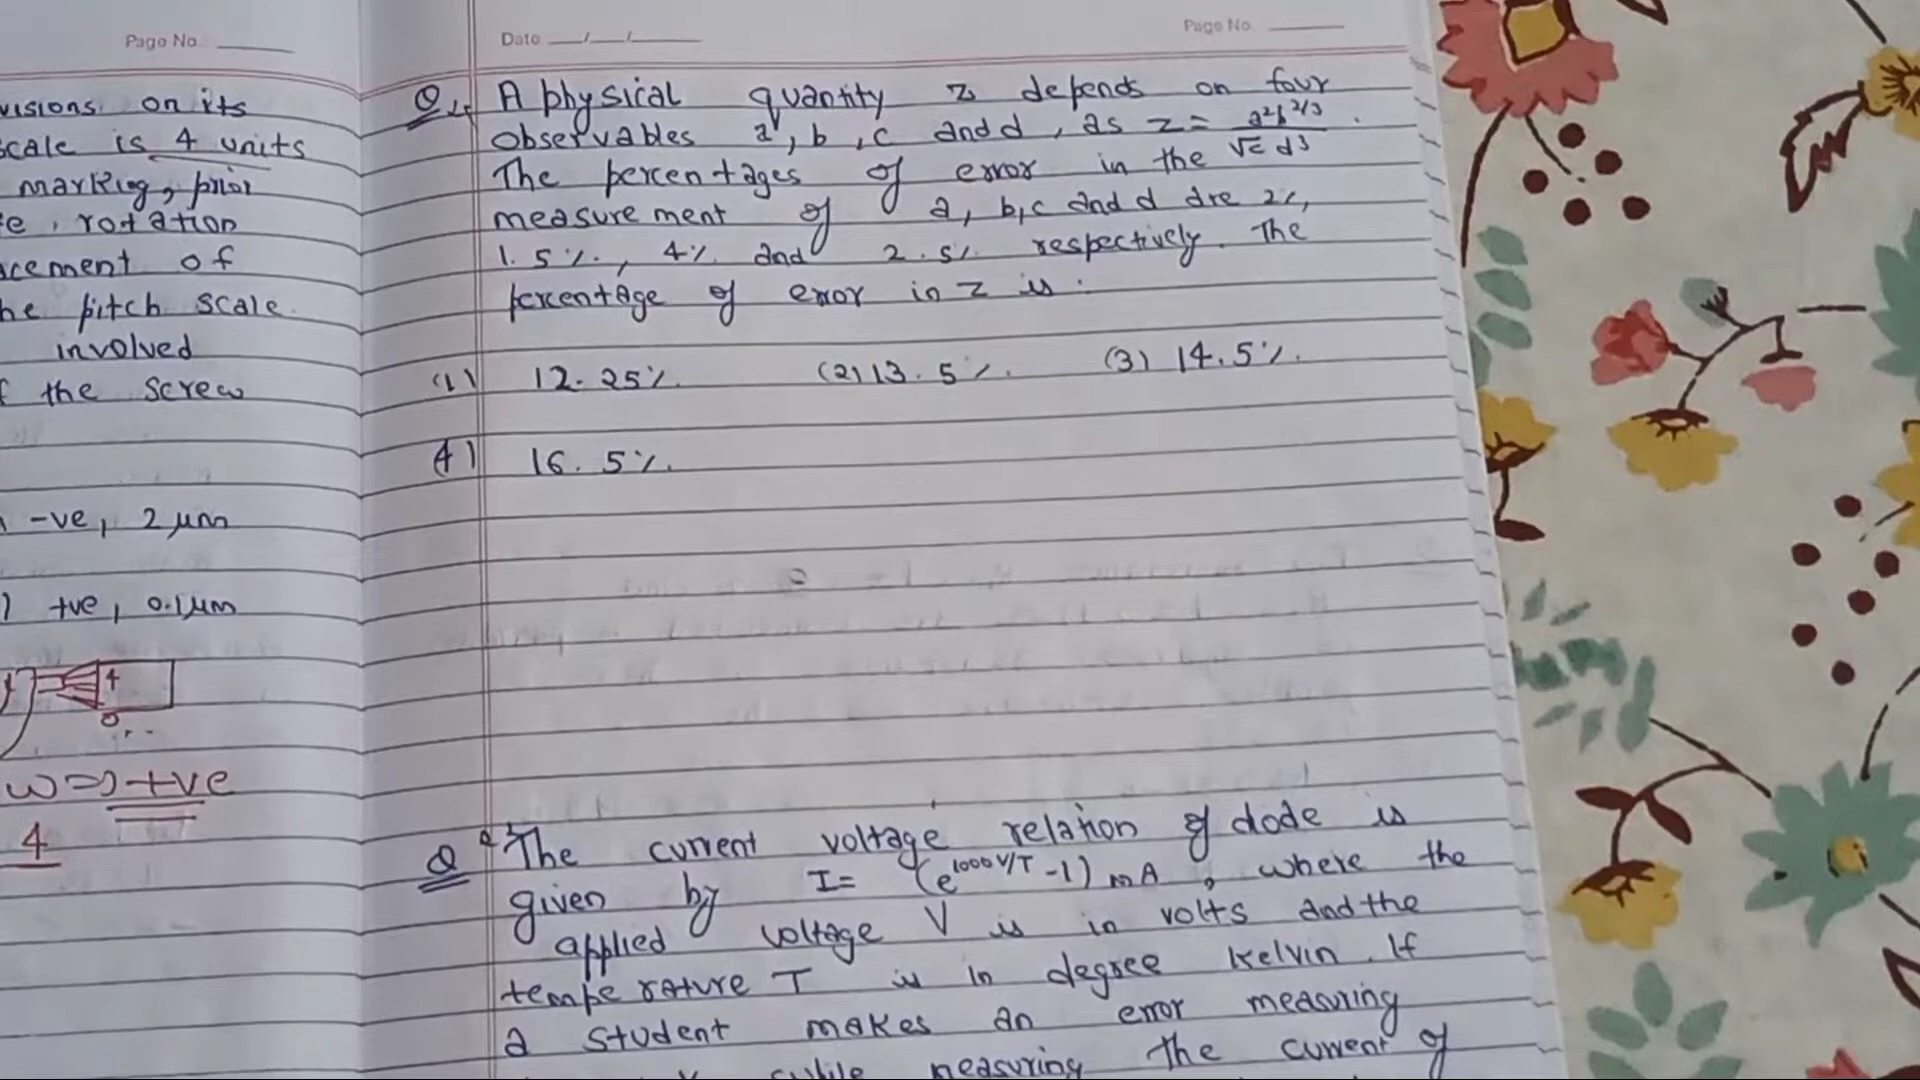 Page No.
visions on its
scale is 4 units
marking, prior
e, rotation
acement of
he pitch scale.
involved
f the screw
-ve, 2 μm
+ve, 0.1 μm
4
0
w => +ve
4
Date __/__/____
Page No.
Q. A physical quantity z depends on four
observables a, b, c and d, as z = a²b^2/3 / √c d³ .
The percentages of error in the
measurement of a, b, c and d are 2%,
1.5%, 4% and 2.5% respectively. The
percentage of error in z is :
(1) 12.25% (2) 13.5% (3) 14.5%.
(4) 16.5%.
Q The current voltage relation of diode is
given by I = (e^1000V/T -1) mA, where the
applied voltage V is in volts and the
temperature T is in degree Kelvin. If
a student makes an error measuring
while measuring the current of